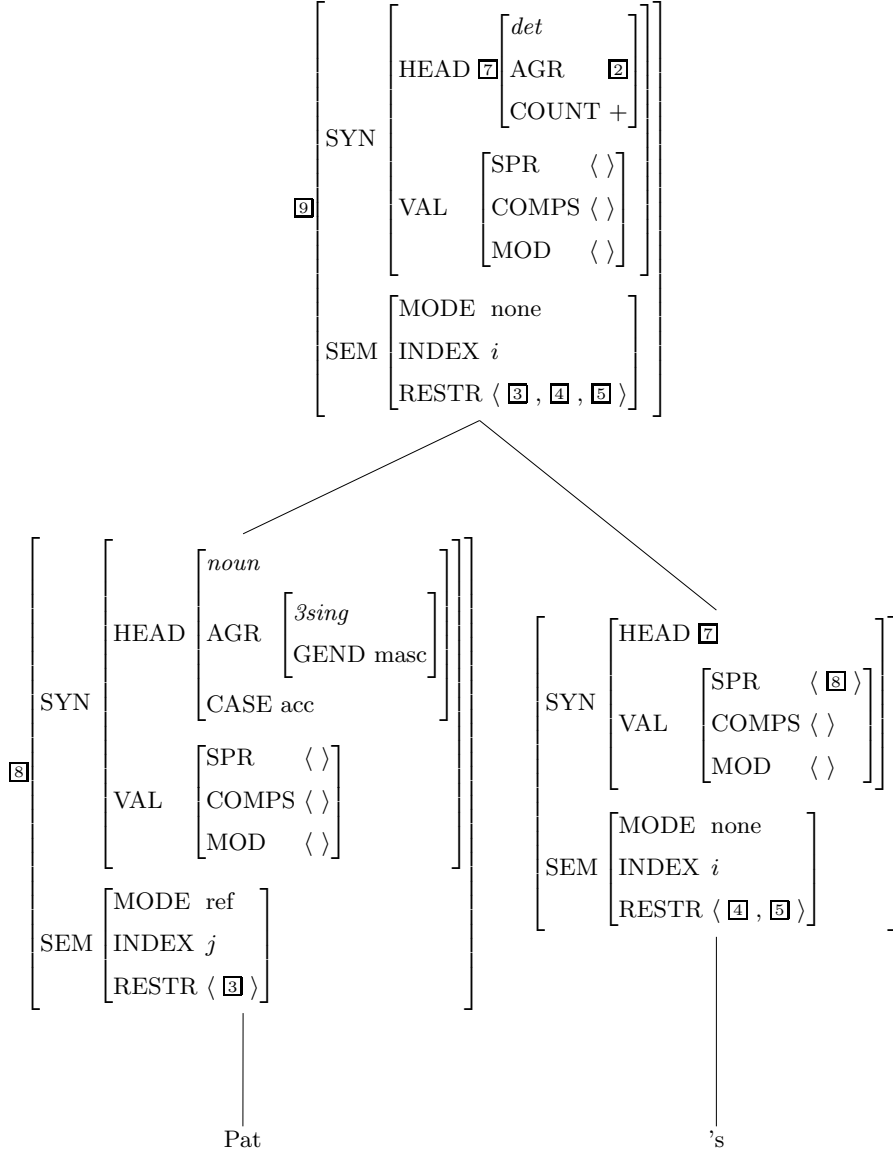 det
HEAD 7 AGR 2
COUNT +
SYN
SPR ⟨ ⟩
9 VAL COMPS ⟨ ⟩
MOD ⟨ ⟩
MODE none
SEM INDEX i
RESTR ⟨ 3 , 4 , 5 ⟩
noun
3sing
HEAD AGR
GEND masc
SYN CASE acc
SPR ⟨ ⟩
8 VAL COMPS ⟨ ⟩
MOD ⟨ ⟩
MODE ref
SEM INDEX j
RESTR ⟨ 3 ⟩
Pat
HEAD 7
SPR ⟨ 8 ⟩
SYN VAL COMPS ⟨ ⟩
MOD ⟨ ⟩
MODE none
SEM INDEX i
RESTR ⟨ 4 , 5 ⟩
's